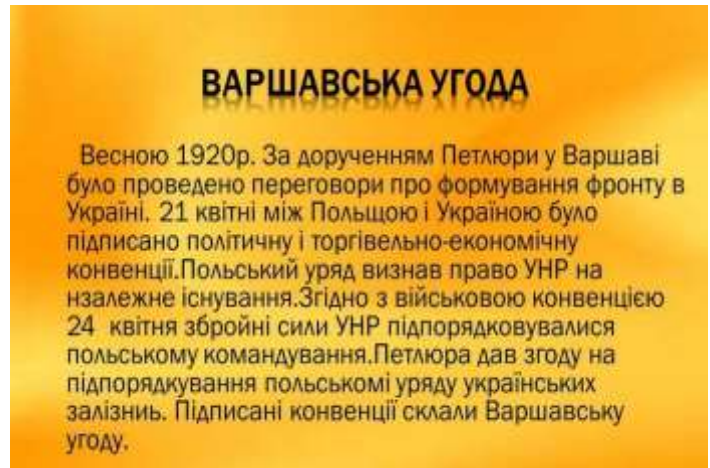 ВАРШАВСЬКА УГОДА
Весною 1920р. За дорученням Петлюри у Варшаві
було проведено переговори про формування фронту в
Україні. 21 квітні між Польщою і Україною було
підписано політичну і торгівельно-економічну
конвенції.Польський уряд визнав право УНР на
нзалежне існування.Згідно з військовою конвенцією
24 квітня збройні сили УНР підпорядковувалися
польському командування.Петлюра дав згоду на
підпорядкування польськомі уряду українських
залізниь. Підписані конвенції склали Варшавську
угоду.